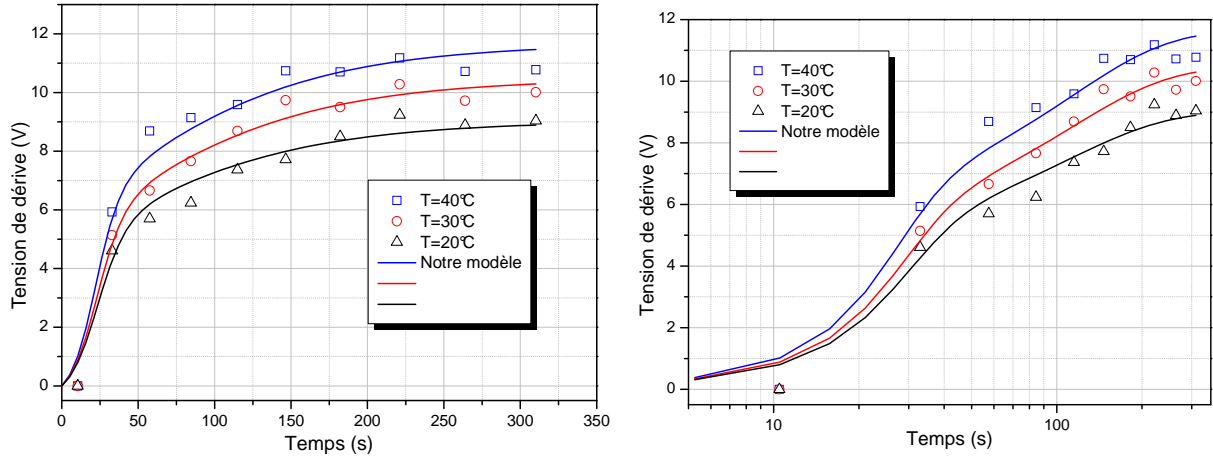 12
10
8
6
4
2
0
Tension de dérive (V)
T=40°C
T=30°C
T=20°C
Notre modèle
0 50 100 150 200 250 300 350
Temps (s)
12
10
8
6
4
2
0
Tension de dérive (V)
T=40°C
T=30°C
T=20°C
Notre modèle
10 100
Temps (s)